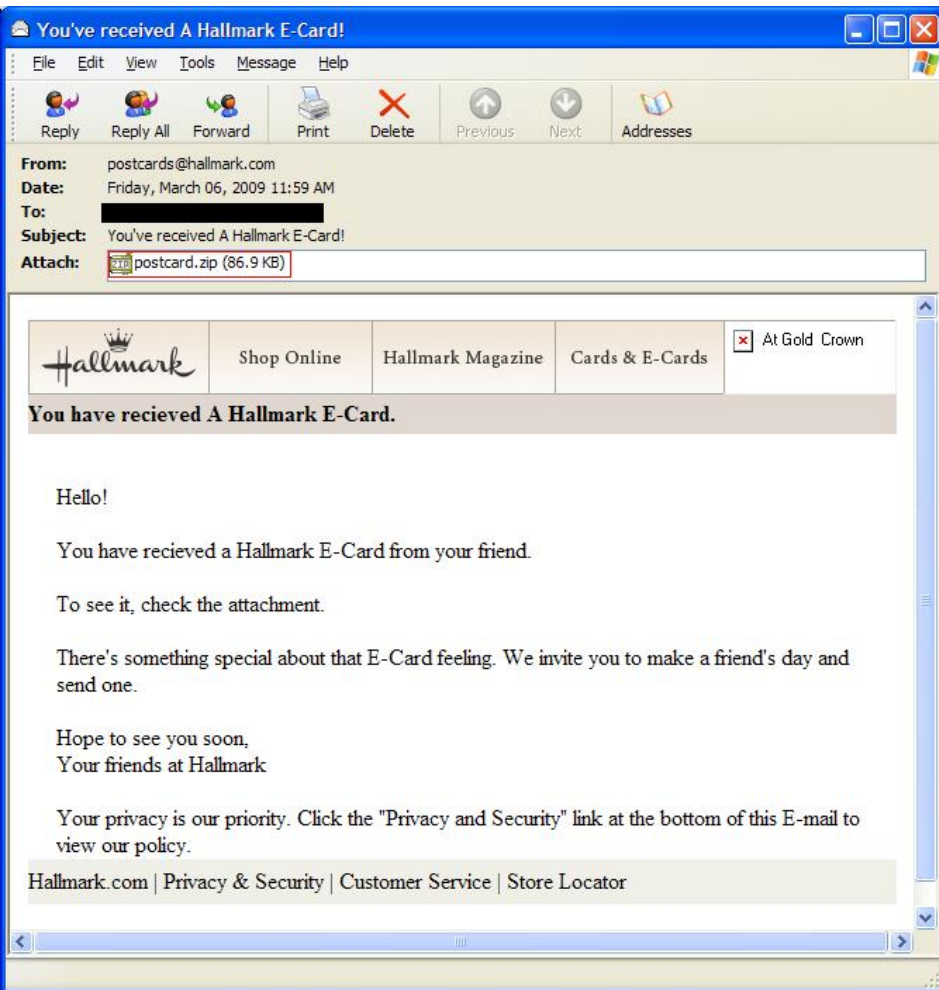 You've received A Hallmark E-Card!
File Edit View Tools Message Help
Reply Reply All Forward Print Delete Previous Next Addresses
From: postcards@hallmark.com
Date: Friday, March 06, 2009 11:59 AM
To:
Subject: You've received A Hallmark E-Card!
Attach: postcard.zip (86.9 KB)
Hallmark Shop Online Hallmark Magazine Cards & E-Cards At Gold Crown
You have recieved A Hallmark E-Card.
Hello!
You have recieved a Hallmark E-Card from your friend.
To see it, check the attachment.
There's something special about that E-Card feeling. We invite you to make a friend's day and
send one.
Hope to see you soon,
Your friends at Hallmark
Your privacy is our priority. Click the "Privacy and Security" link at the bottom of this E-mail to
view our policy.
Hallmark.com | Privacy & Security | Customer Service | Store Locator